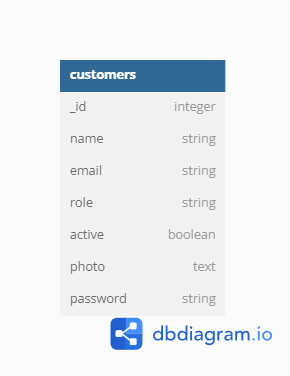 customers
_id integer
name string
email string
role string
active boolean
photo text
password string
dbdiagram.io